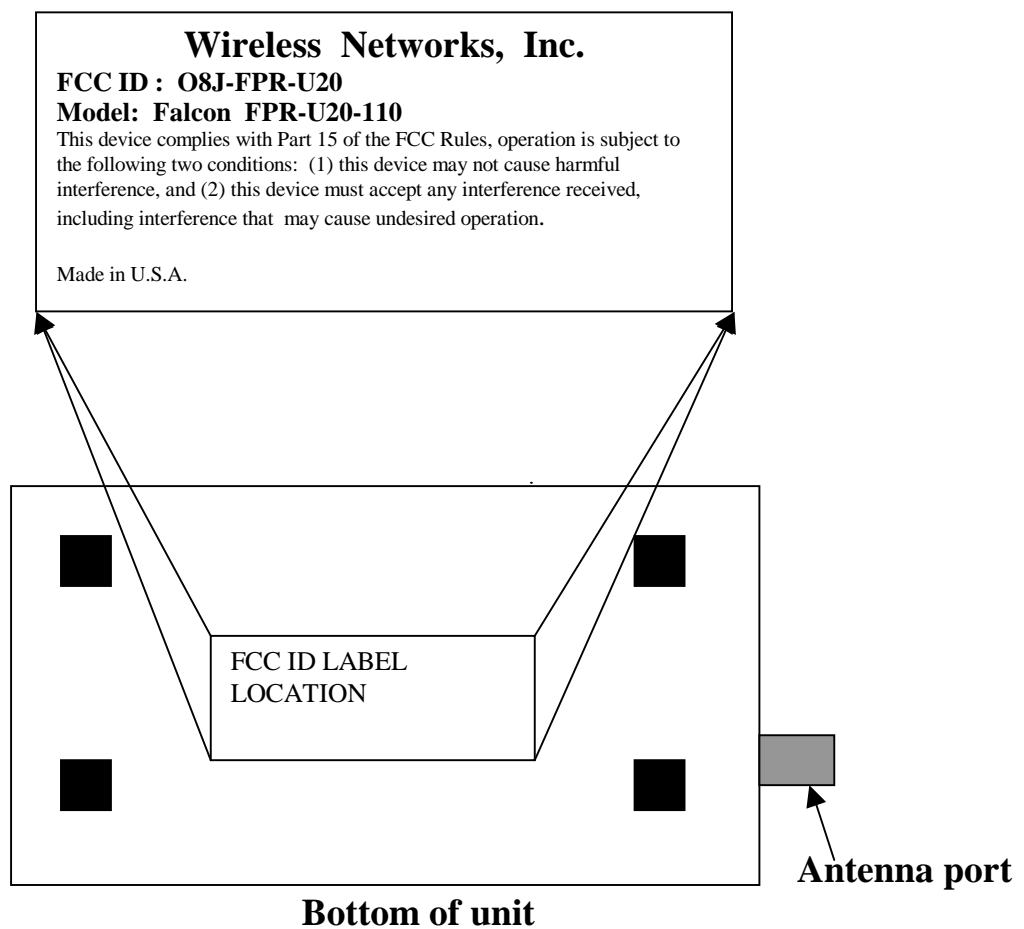 Wireless Networks, Inc.
FCC ID : O8J-FPR-U20
Model: Falcon FPR-U20-110
This device complies with Part 15 of the FCC Rules, operation is subject to
the following two conditions: (1) this device may not cause harmful
interference, and (2) this device must accept any interference received,
including interference that may cause undesired operation.
Made in U.S.A.
FCC ID LABEL
LOCATION
Antenna port
Bottom of unit